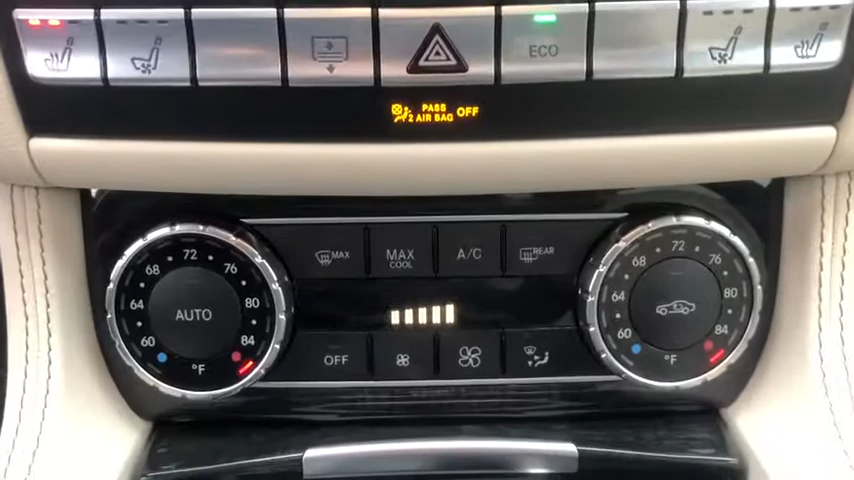 ECO
PASS
2 AIR BAG OFF
MAX
MAX
COOL
A/C
REAR
60 64 68 72 76 80 84
AUTO
°F
60 64 68 72 76 80 84
°F
OFF